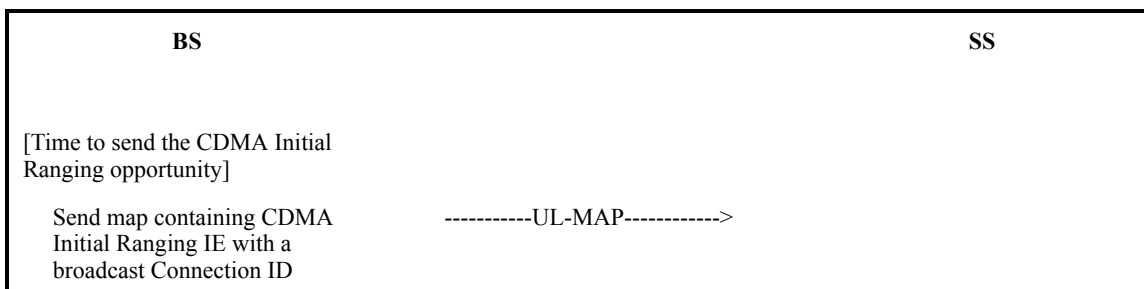 BS SS
[Time to send the CDMA Initial
Ranging opportunity]
Send map containing CDMA -----------UL-MAP------------>
Initial Ranging IE with a
broadcast Connection ID